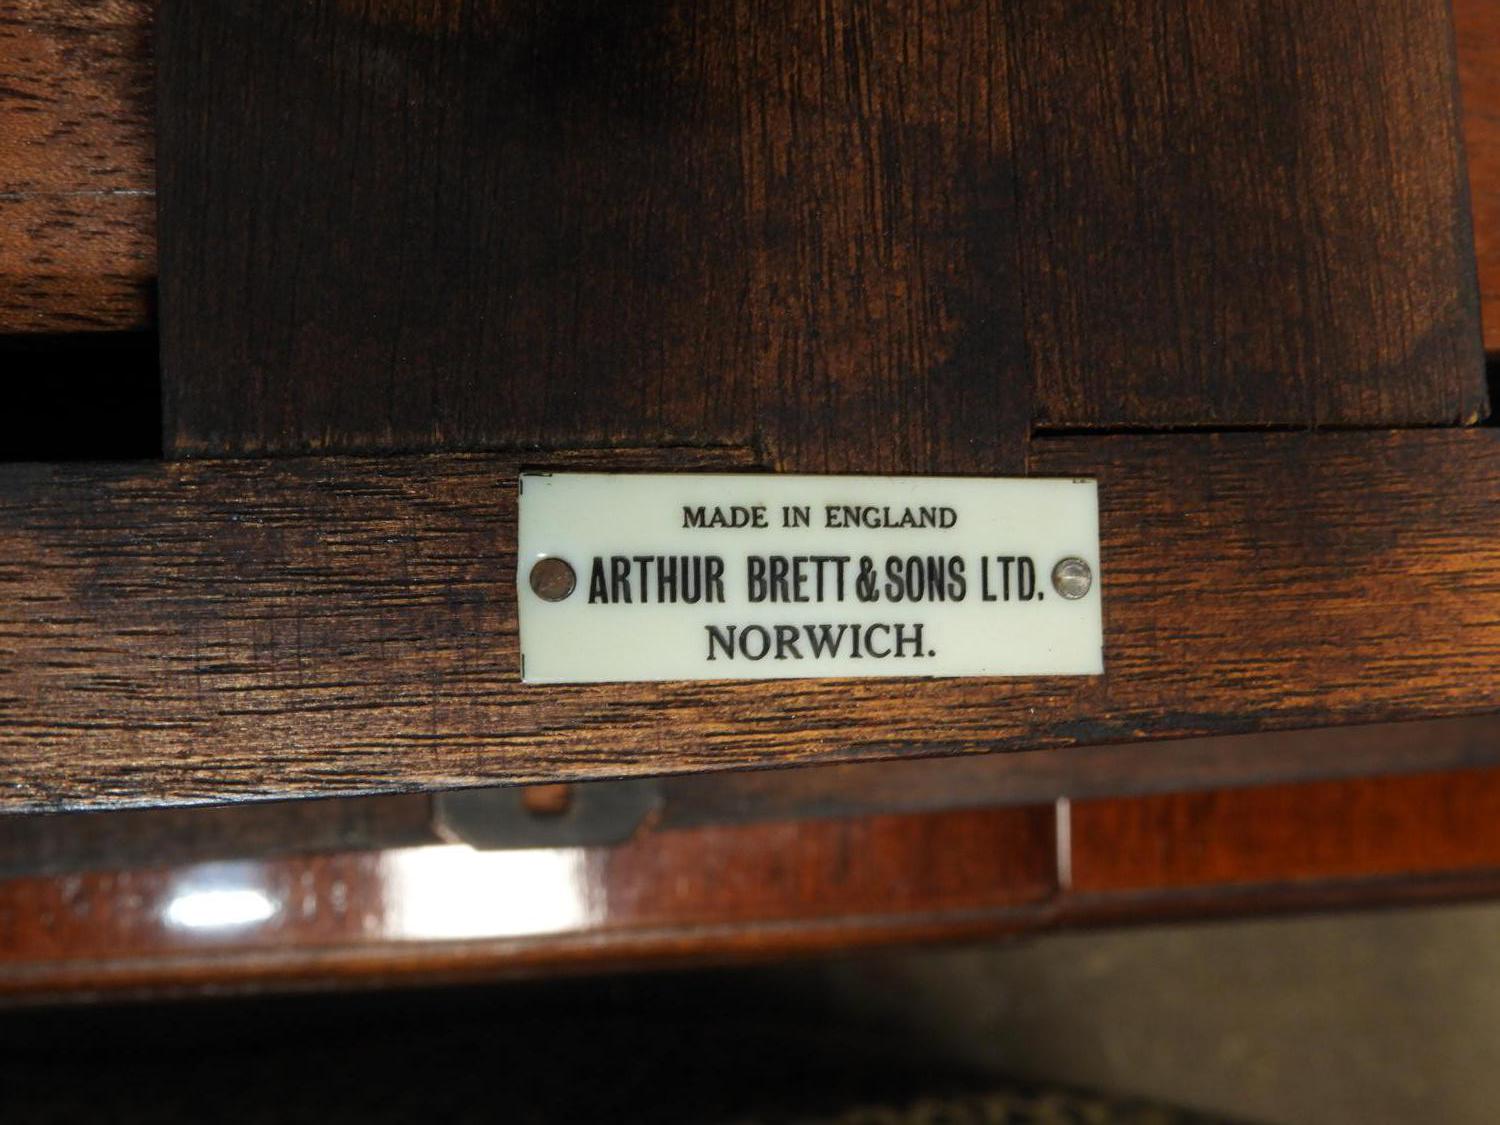 MADE IN ENGLAND
ARTHUR BRETT & SONS LTD.
NORWICH.